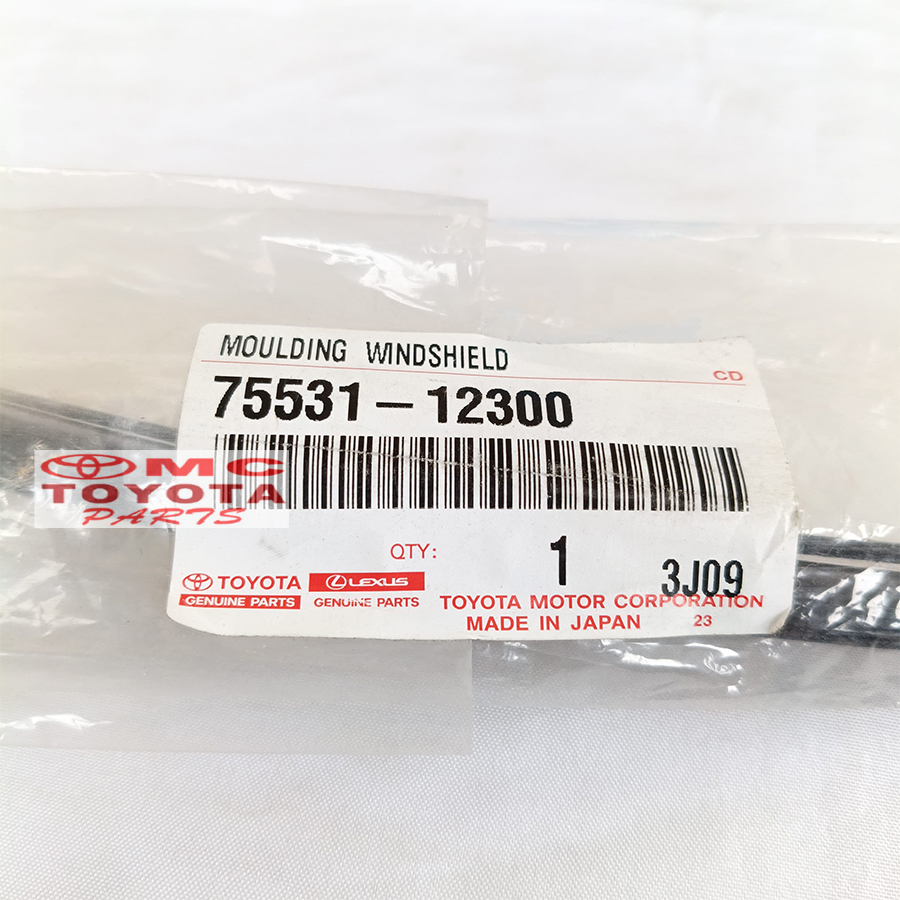 MOULDING WINDSHIELD
CD
75531-12300
OMC
TOYOTA
PARTS
QTY: 1 3J09
TOYOTA LEXUS
GENUINE PARTS GENUINE PARTS
TOYOTA MOTOR CORPORATION
MADE IN JAPAN 23